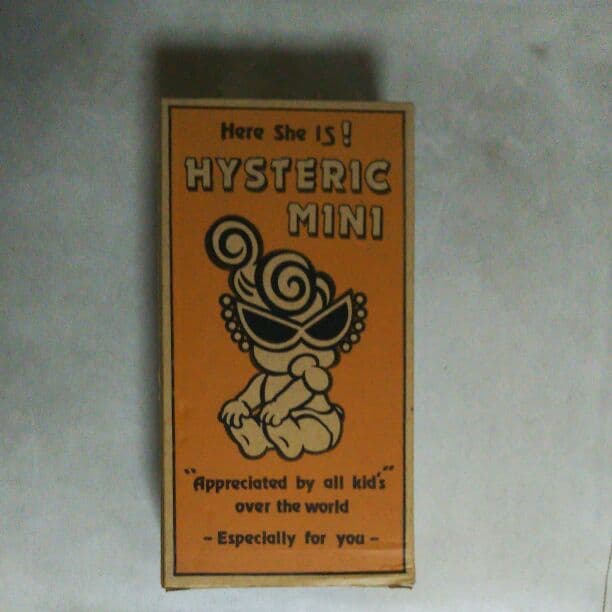 Here She IS!
HYSTERIC
MINI
"Appreciated by all kid's"
over the world
- Especially for you -